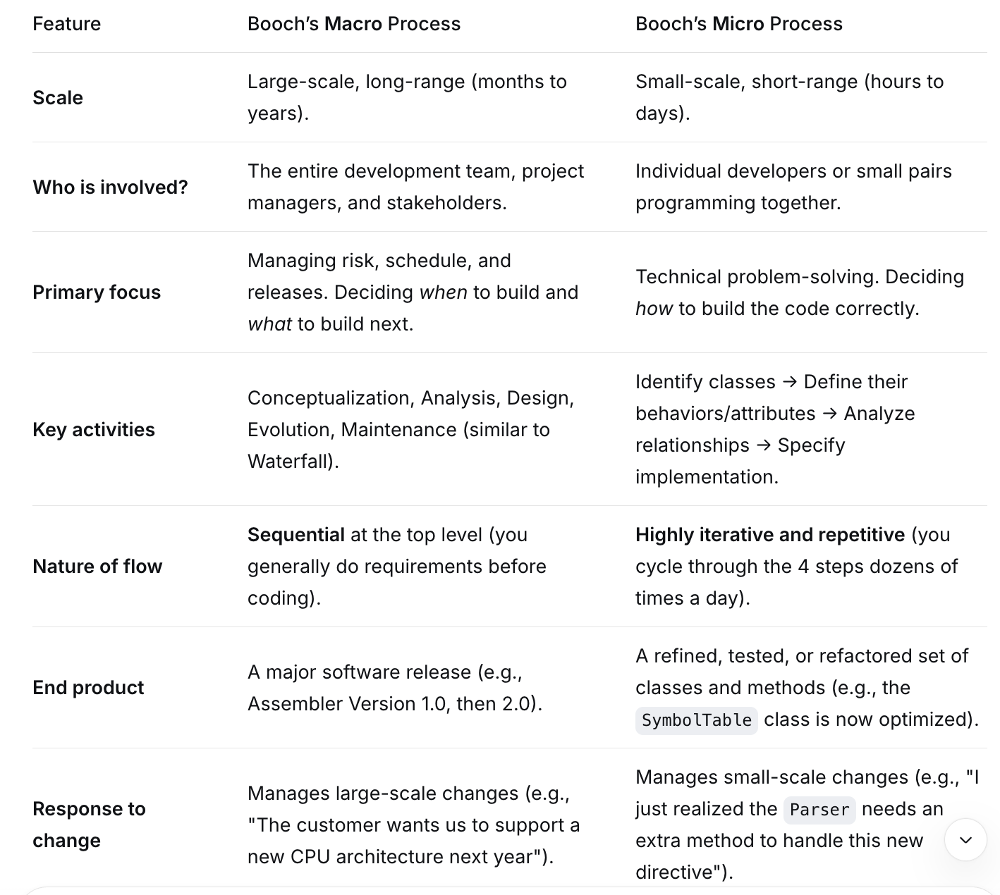 Feature
Booch’s Macro Process
Booch’s Micro Process
Scale
Large-scale, long-range (months to
years).
Small-scale, short-range (hours to
days).
Who is involved?
The entire development team, project
managers, and stakeholders.
Individual developers or small pairs
programming together.
Primary focus
Managing risk, schedule, and
releases. Deciding when to build and
what to build next.
Technical problem-solving. Deciding
how to build the code correctly.
Key activities
Conceptualization, Analysis, Design,
Evolution, Maintenance (similar to
Waterfall).
Identify classes → Define their
behaviors/attributes → Analyze
relationships → Specify
implementation.
Nature of flow
Sequential at the top level (you
generally do requirements before
coding).
Highly iterative and repetitive (you
cycle through the 4 steps dozens of
times a day).
End product
A major software release (e.g.,
Assembler Version 1.0, then 2.0).
A refined, tested, or refactored set of
classes and methods (e.g., the
SymbolTable class is now optimized).
Response to
change
Manages large-scale changes (e.g.,
"The customer wants us to support a
new CPU architecture next year").
Manages small-scale changes (e.g., "I
just realized the Parser needs an
extra method to handle this new
directive").